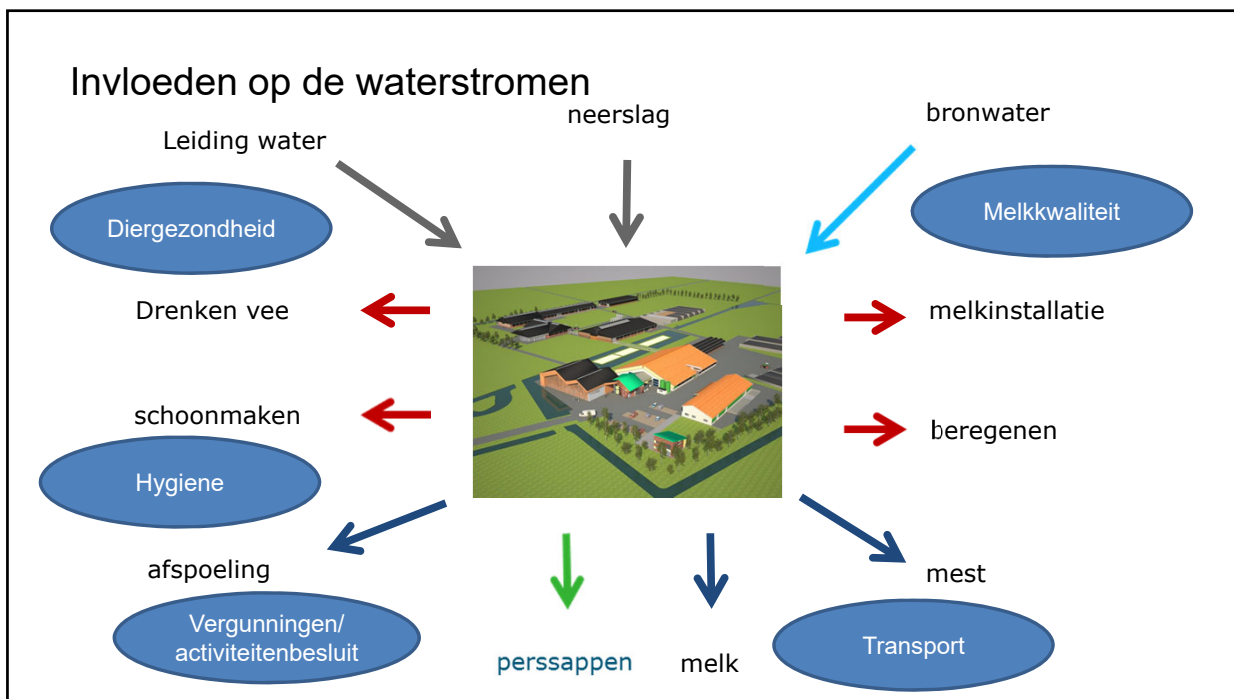 Invloeden op de waterstromen
neerslag
bronwater
Leiding water
Diergezondheid
Melkkwaliteit
Drenken vee
melkinstallatie
schoonmaken
beregenen
Hygiene
afspoeling
mest
Vergunningen/
activiteitenbesluit
perssappen
melk
Transport